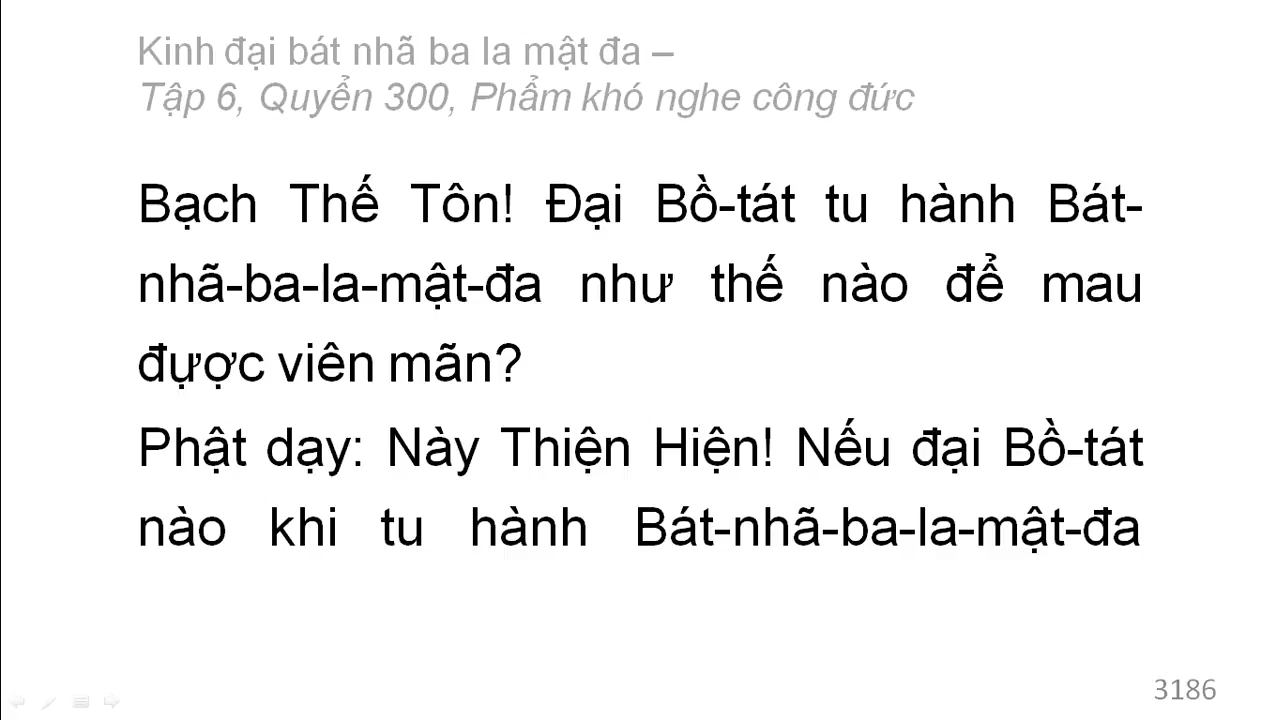 Kinh đại bát nhã ba la mật đa –
Tập 6, Quyển 300, Phẩm khó nghe công đức
Bạch Thế Tôn! Đại Bồ-tát tu hành Bát-
nhã-ba-la-mật-đa như thế nào để mau
đựợc viên mãn?
Phật dạy: Này Thiện Hiện! Nếu đại Bồ-tát
nào khi tu hành Bát-nhã-ba-la-mật-đa
3186